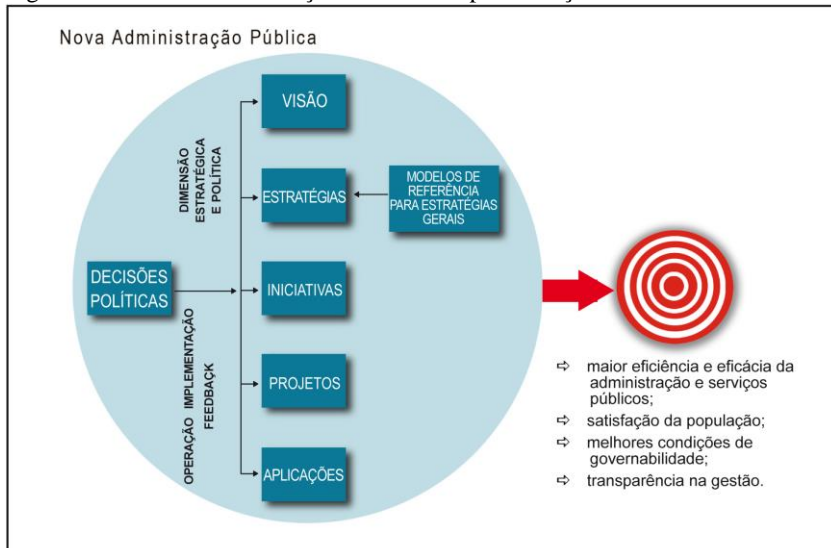 Nova Administração Pública
VISÃO
DIMENSÃO
ESTRATÉGICA
E POLÍTICA
ESTRATÉGIAS
MODELOS DE
REFERÊNCIA
PARA ESTRATÉGIAS
GERAIS
DECISÕES
POLÍTICAS
INICIATIVAS
OPERAÇÃO IMPLEMENTAÇÃO
FEEDBAÇK
PROJETOS
APLICAÇÕES
⇨ maior eficiência e eficácia da
administração e serviços
públicos;
⇨ satisfação da população;
⇨ melhores condições de
governabilidade;
⇨ transparência na gestão.